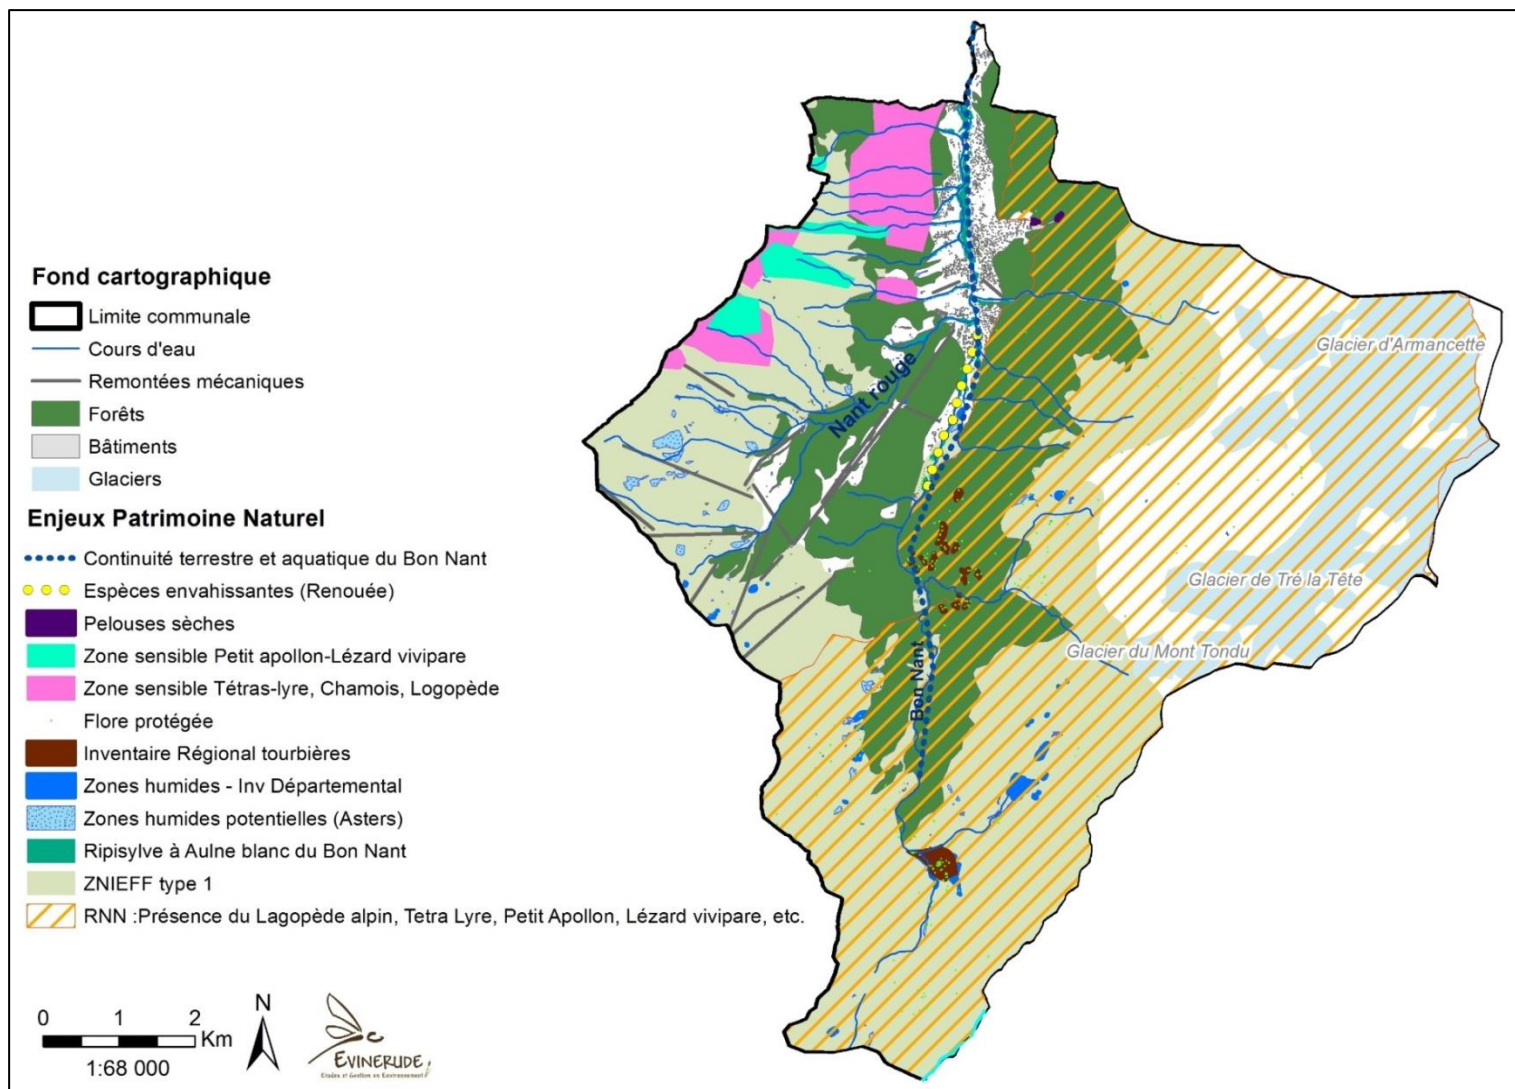 Fond cartographique
Limite communale
Cours d'eau
Remontées mécaniques
Forêts
Bâtiments
Glaciers
Enjeux Patrimoine Naturel
Continuité terrestre et aquatique du Bon Nant
Espèces envahissantes (Renouée)
Pelouses sèches
Zone sensible Petit apollon-Lézard vivipare
Zone sensible Tétras-lyre, Chamois, Logopède
Flore protégée
Inventaire Régional tourbières
Zones humides - Inv Départemental
Zones humides potentielles (Asters)
Ripisylve à Aulne blanc du Bon Nant
ZNIEFF type 1
RNN :Présence du Lagopède alpin, Tetra Lyre, Petit Apollon, Lézard vivipare, etc.
0 1 2
Km
1:68 000
N
EVINERUDE
Etudes et Gestion en Environnement
Glacier d'Armancette
Nant rouge
Glacier de Tré la Tête
Glacier du Mont Tondu
Bon Nant